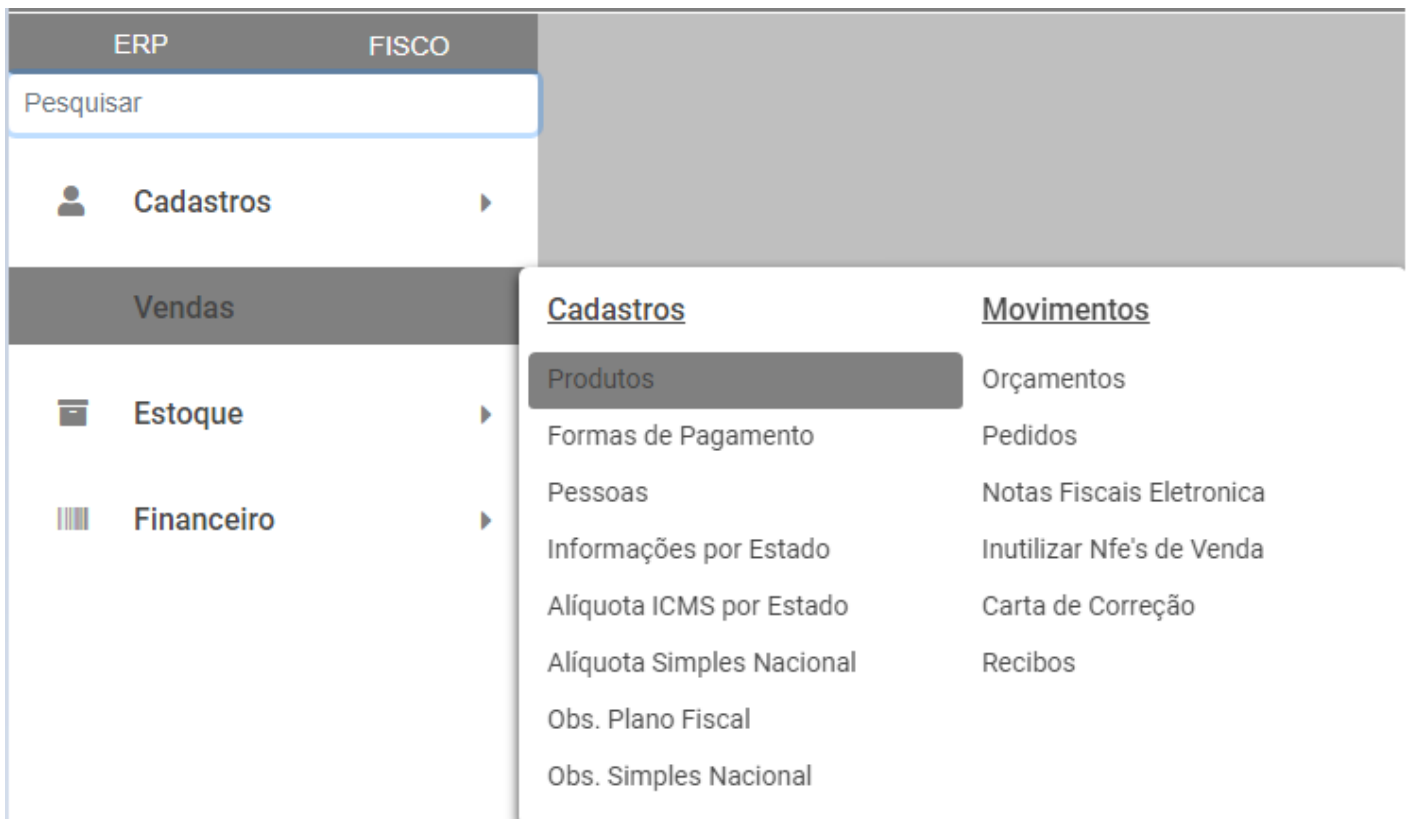 ERP FISCO
Pesquisar
Cadastros
Vendas
Estoque
Financeiro
Cadastros
Produtos
Formas de Pagamento
Pessoas
Informações por Estado
Alíquota ICMS por Estado
Alíquota Simples Nacional
Obs. Plano Fiscal
Obs. Simples Nacional
Movimentos
Orçamentos
Pedidos
Notas Fiscais Eletronica
Inutilizar Nfe's de Venda
Carta de Correção
Recibos